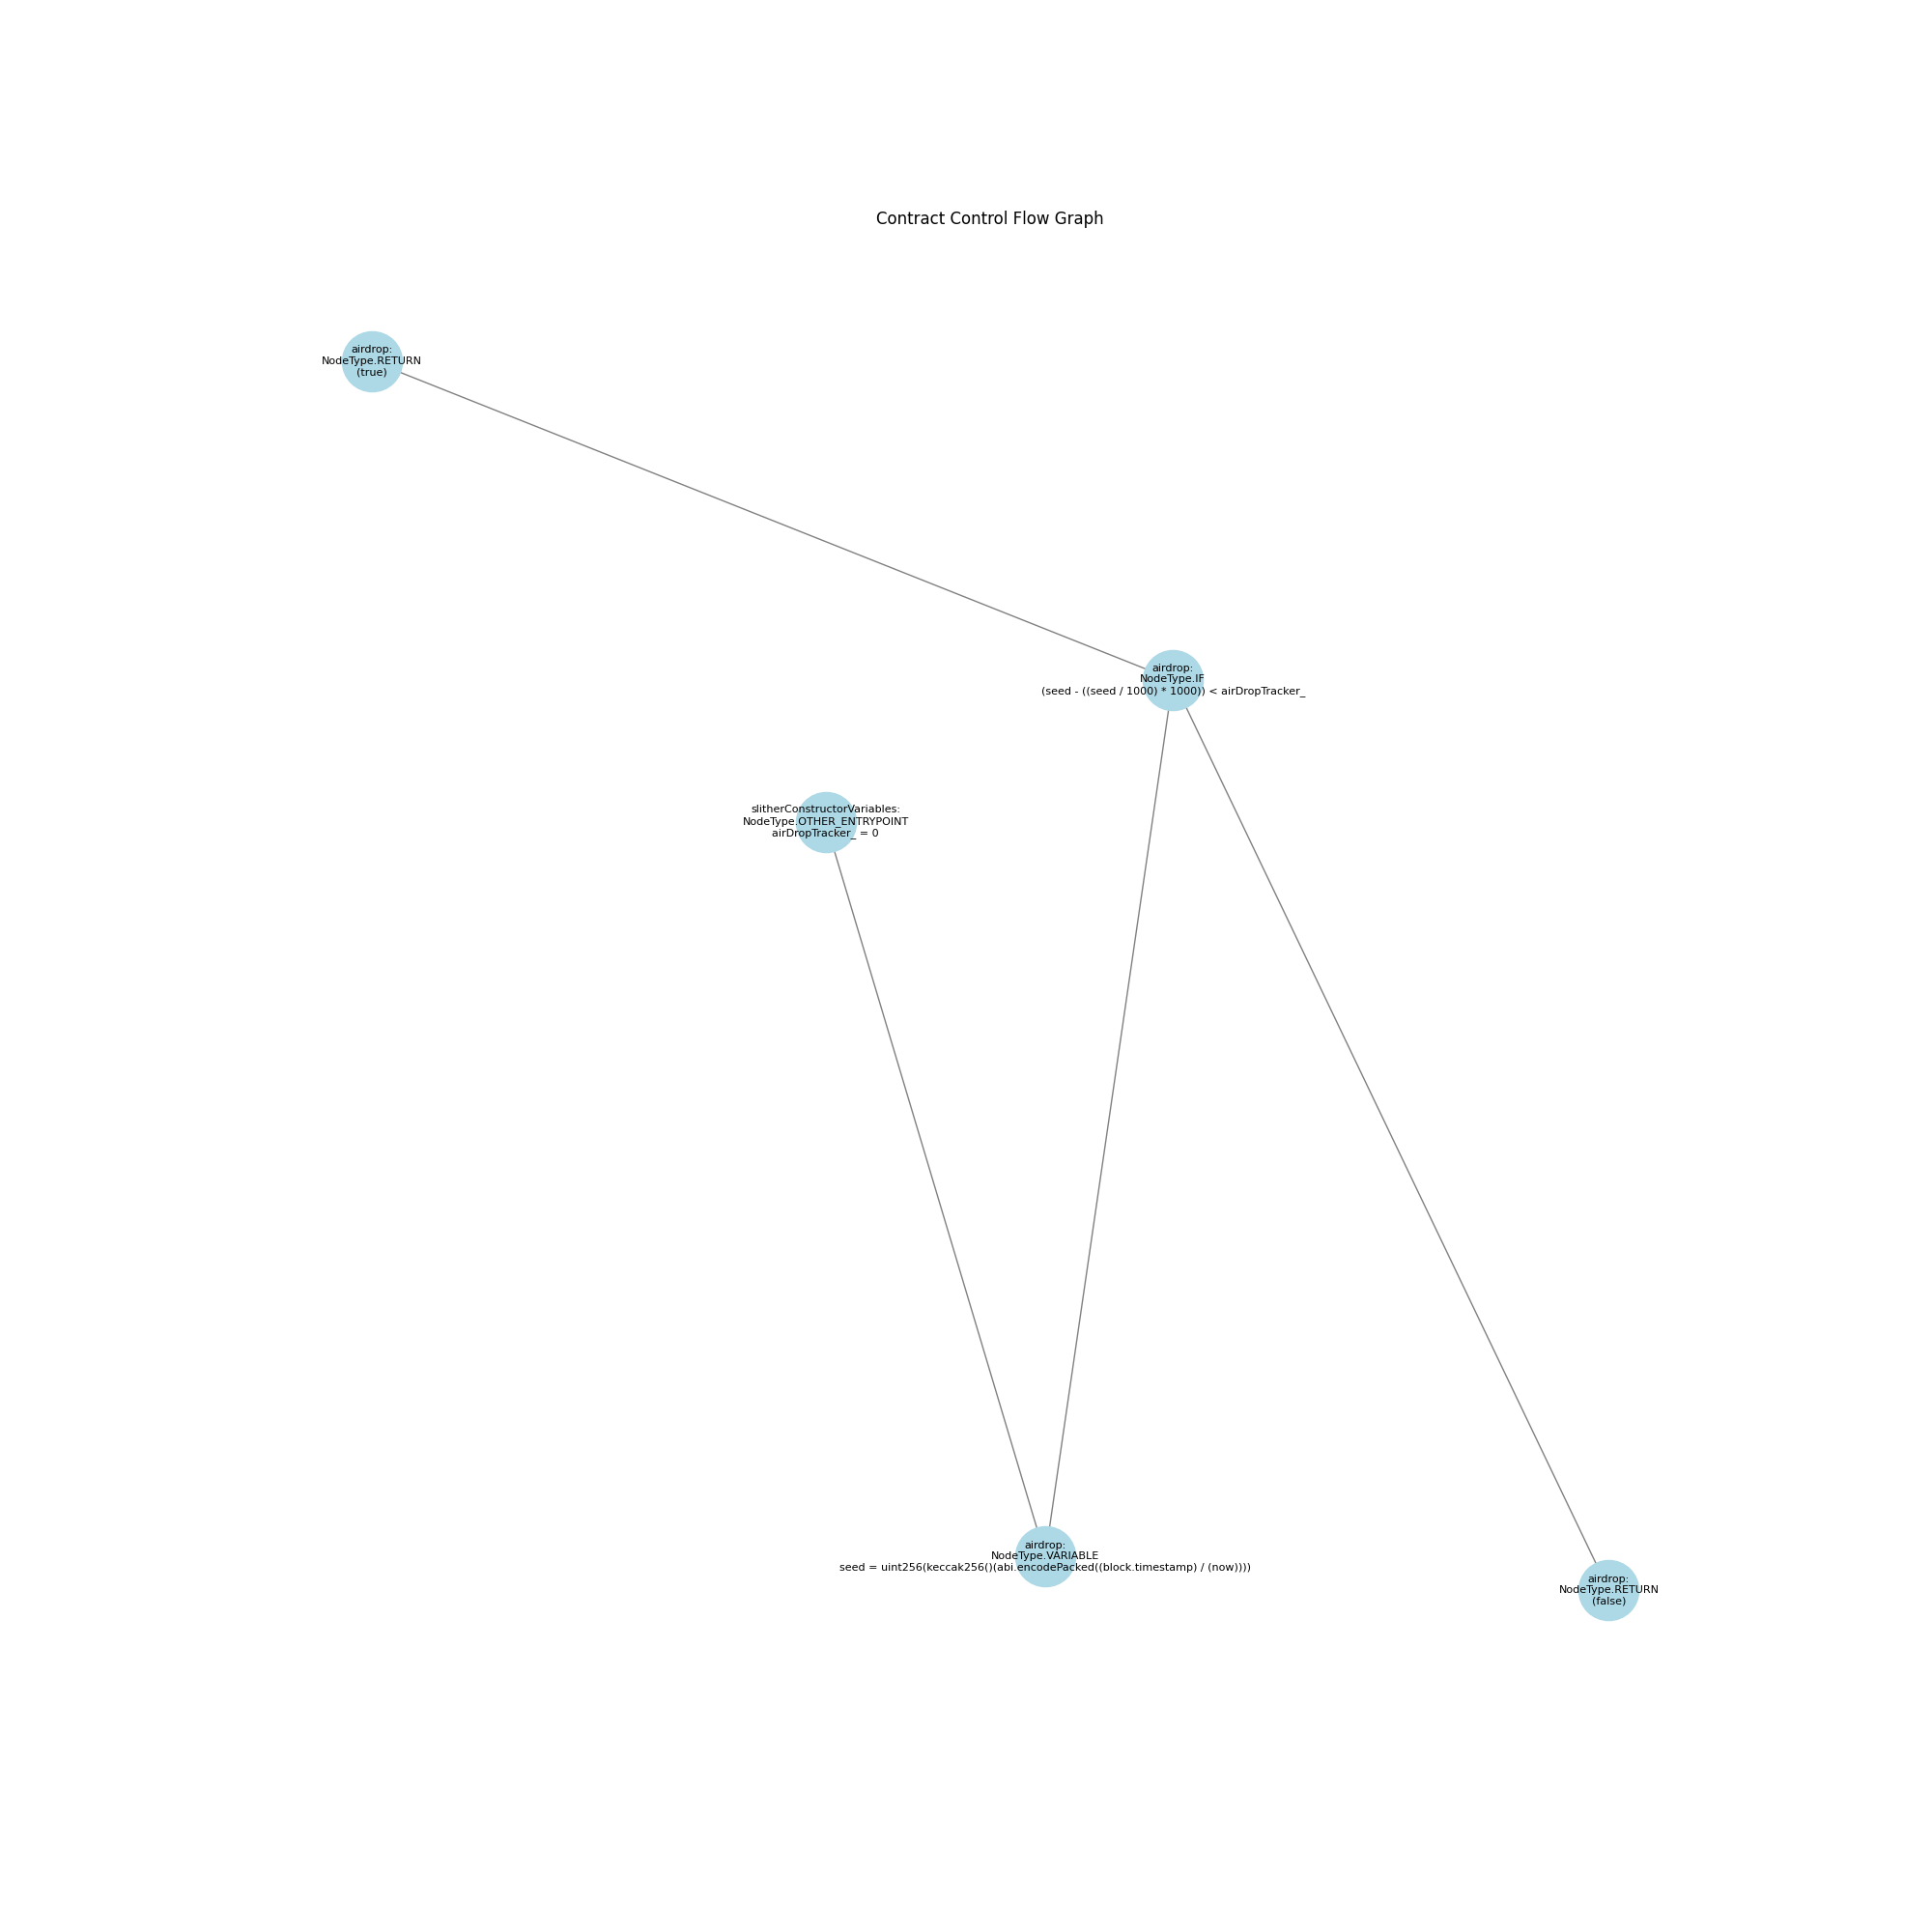 Contract Control Flow Graph
airdrop:
NodeType.RETURN
(true)
airdrop:
NodeType.IF
(seed - ((seed / 1000) * 1000)) < airDropTracker_
slitherConstructorVariables:
NodeType.OTHER_ENTRYPOINT
airDropTracker_ = 0
airdrop:
NodeType.VARIABLE
seed = uint256(keccak256()(abi.encodePacked((block.timestamp) / (now))))
airdrop:
NodeType.RETURN
(false)